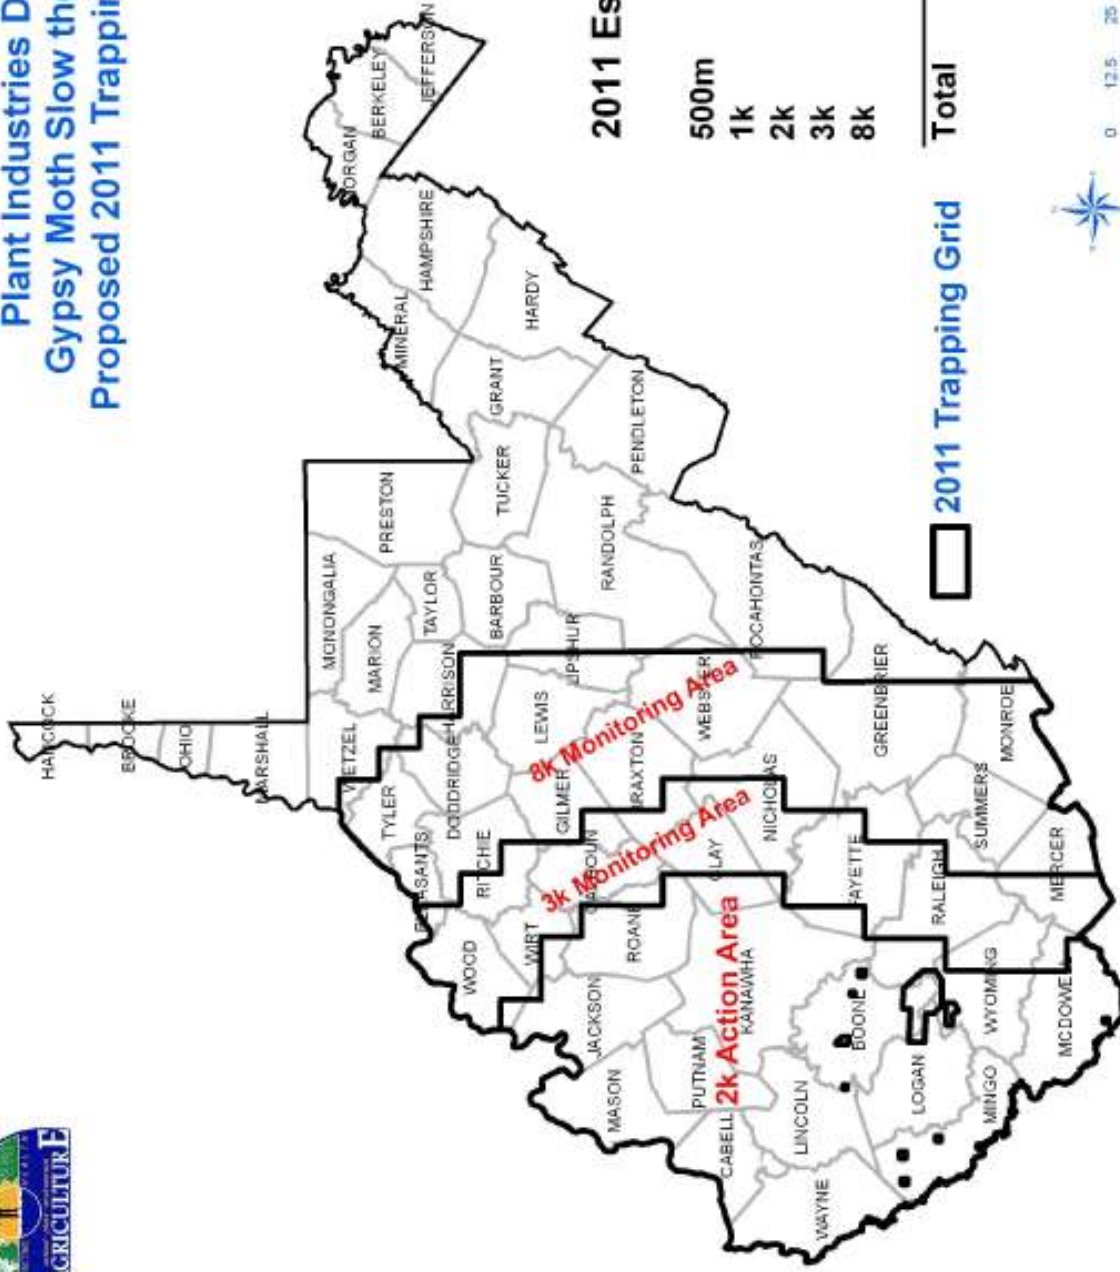 Plant Industries D
Gypsy Moth Slow th
Proposed 2011 Trappin
GRICULTURE
HANCOCK
BROOKE
OHIO
MARSHALL
WETZEL
MONONGALIA
MARION
PRESTON
TAYLOR
TYLER
PLEASANTS
DODDRIDGE
HARRISON
RITCHIE
WOOD
WIRT
BARBOUR
TUCKER
GRANT
MINERAL
HAMPSHIRE
HARDY
MORGAN
BERKELEY
JEFFERSON
PENDLETON
RANDOLPH
UPSHUR
LEWIS
GILMER
CALHOUN
BRAXTON
WEBSTER
POCAHONTAS
ROANE
JACKSON
MASON
PUTNAM
KANAWHA
CLAY
NICHOLAS
GREENBRIER
CABELL
LINCOLN
WAYNE
BOONE
FAYETTE
LOGAN
RALEIGH
SUMMERS
MONROE
MINGO
WYOMING
MERCER
MCDOWE
8k Monitoring Area
3k Monitoring Area
2k Action Area
2011 Es
500m
1k
2k
3k
8k
Total
2011 Trapping Grid
0 12.5 25